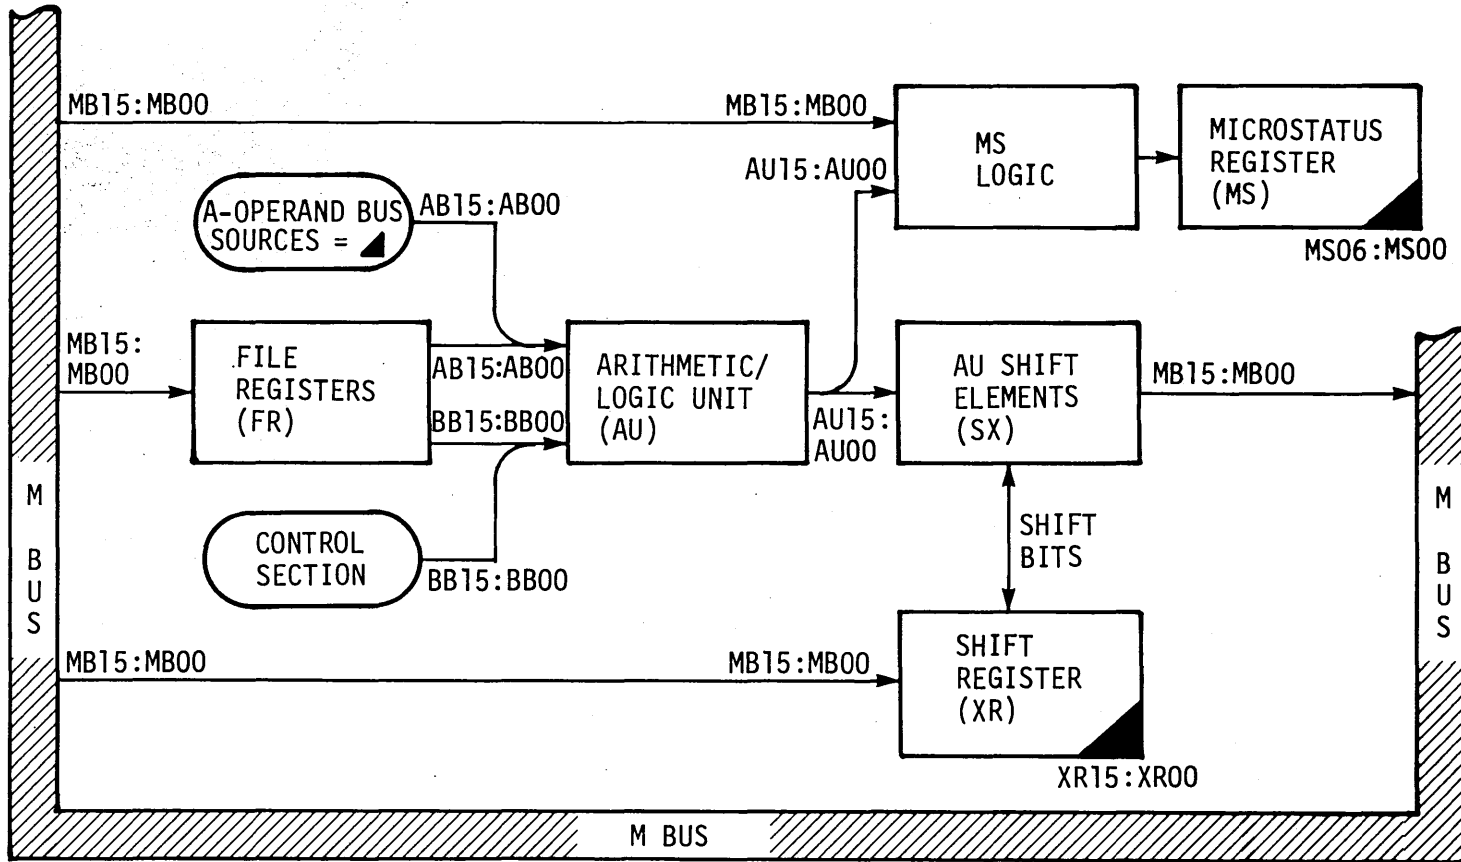 MB15:MB00
MB15:MB00
MS
LOGIC
MICROSTATUS
REGISTER
(MS)
MS06:MS00
AU15:AU00
A-OPERAND BUS
SOURCES =
AB15:AB00
MB15:
MB00
FILE
REGISTERS
(FR)
AB15:AB00
BB15:BB00
ARITHMETIC/
LOGIC UNIT
(AU)
AU15:
AU00
AU SHIFT
ELEMENTS
(SX)
MB15:MB00
CONTROL
SECTION
BB15:BB00
SHIFT
BITS
M
BUS
M
BUS
MB15:MB00
MB15:MB00
SHIFT
REGISTER
(XR)
XR15:XR00
M BUS